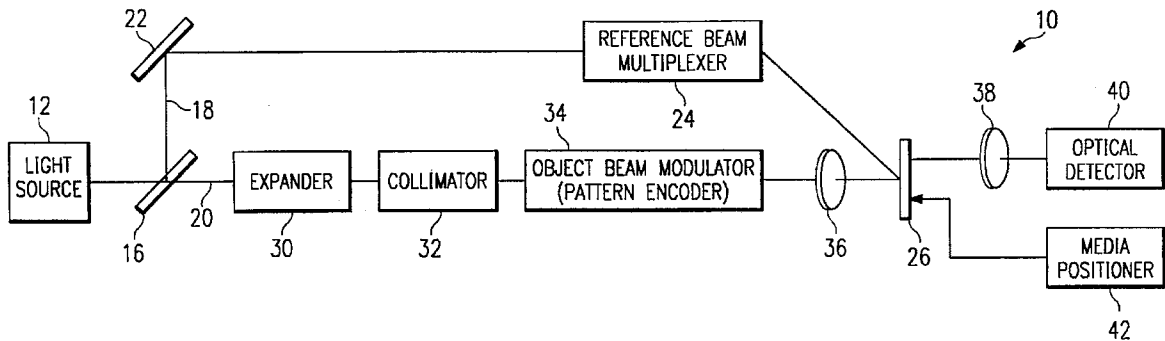 22
10
REFERENCE BEAM
MULTIPLEXER
24
18
12
LIGHT
SOURCE
16
20
EXPANDER
30
COLLIMATOR
32
34
OBJECT BEAM MODULATOR
(PATTERN ENCODER)
36
26
38
40
OPTICAL
DETECTOR
MEDIA
POSITIONER
42